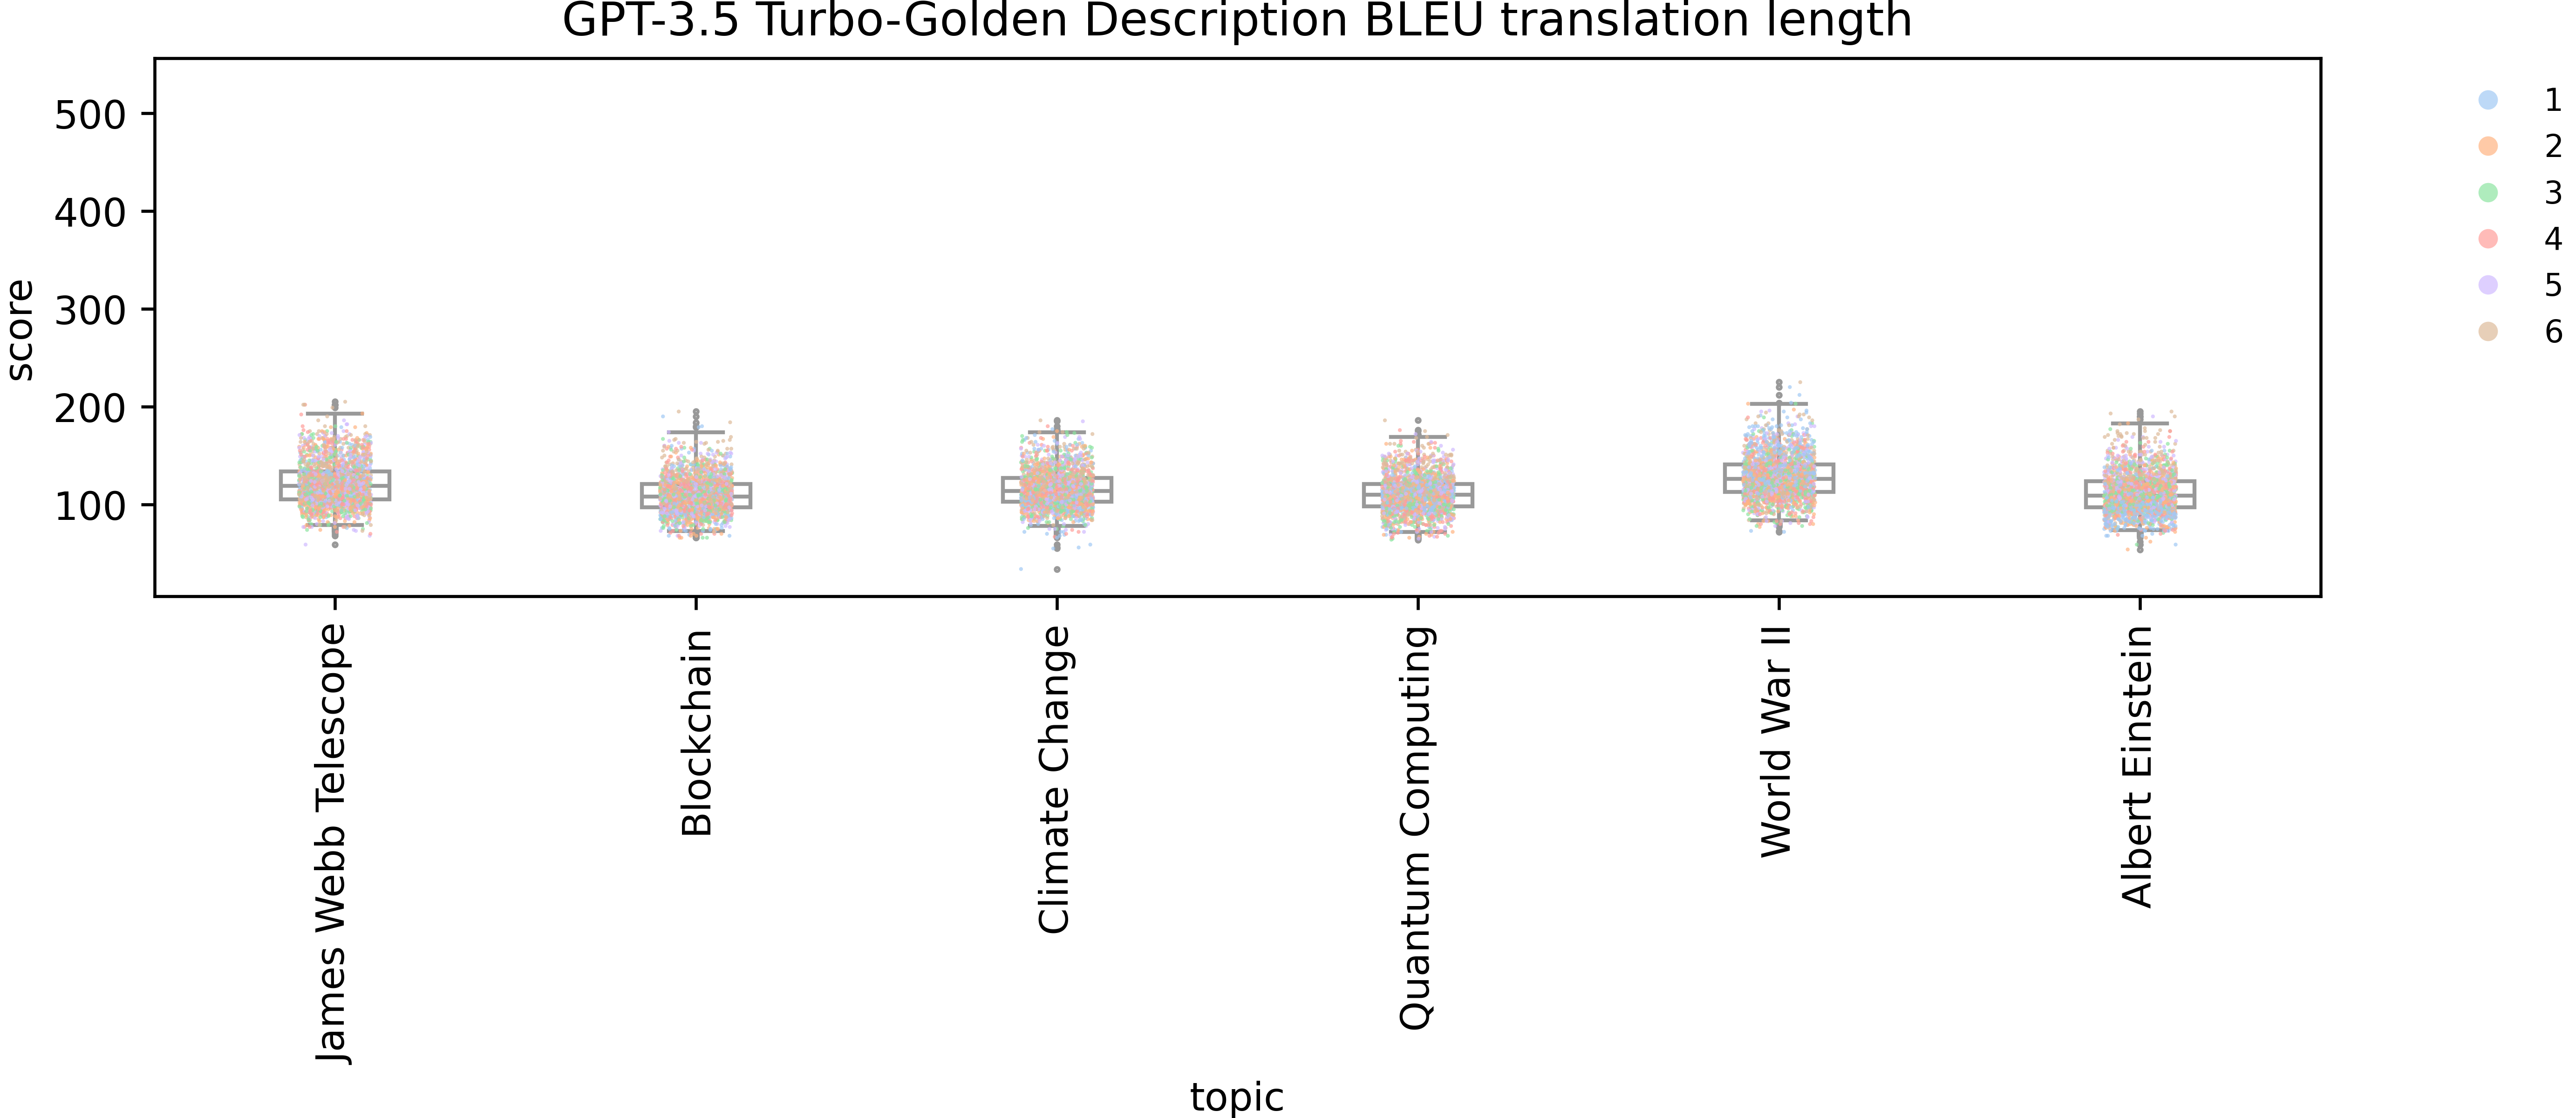 GPT-3.5 Turbo-Golden Description BLEU translation length
score
500
400
300
200
100
1
2
3
4
5
6
James Webb Telescope
Blockchain
Climate Change
Quantum Computing
World War II
Albert Einstein
topic